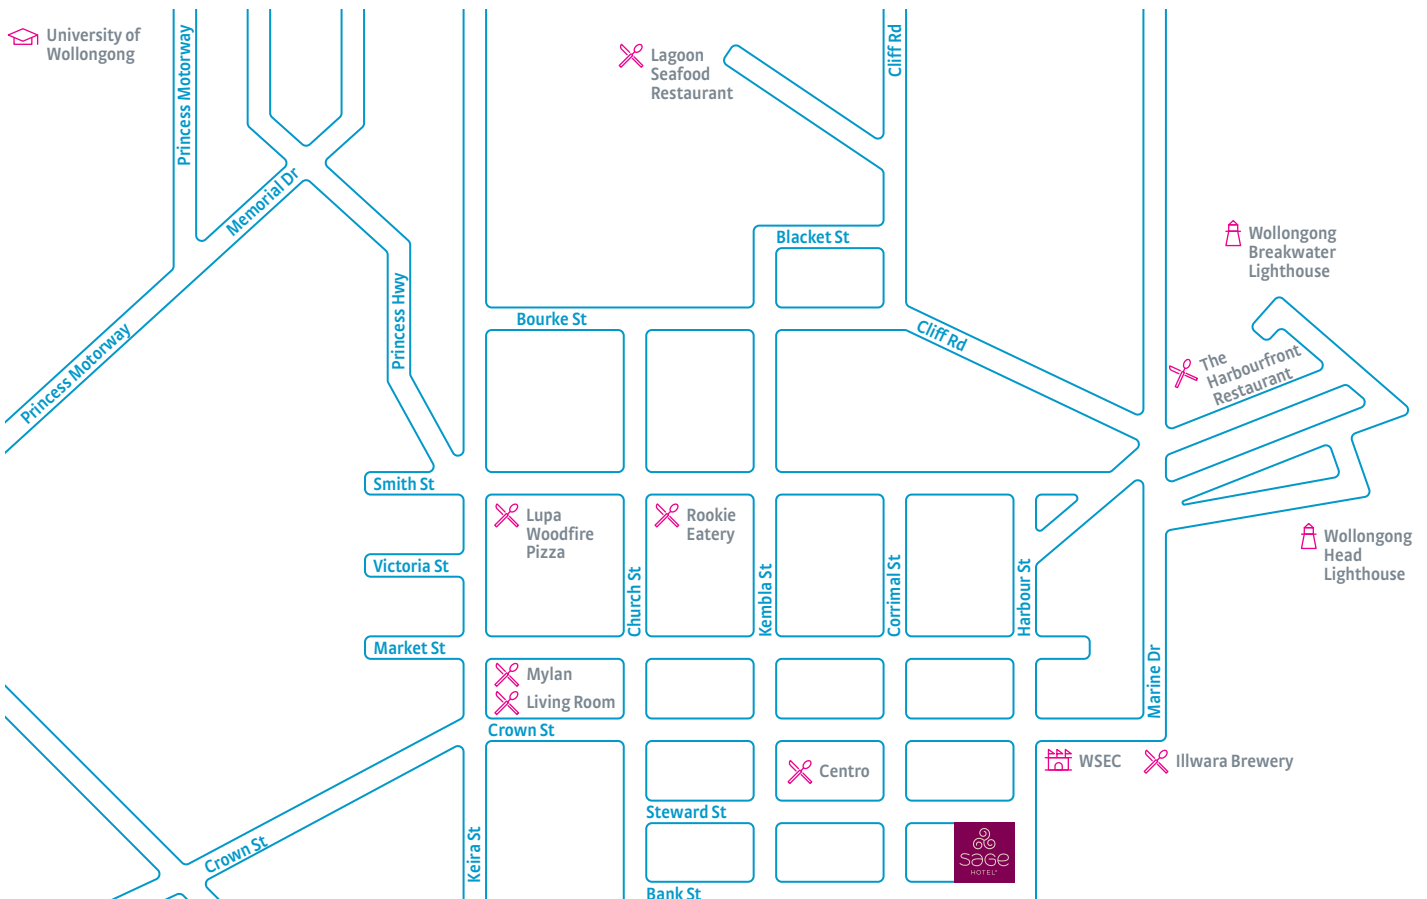 University of
Wollongong
Princess Motorway
Memorial Dr
Princess Motorway
Princess Hwy
Lagoon
Seafood
Restaurant
Cliff Rd
Blacket St
Bourke St
Cliff Rd
Wollongong
Breakwater
Lighthouse
The
Harbourfront
Restaurant
Wollongong
Head
Lighthouse
Smith St
Victoria St
Market St
Lupa
Woodfire
Pizza
Rookie
Eatery
Church St
Kembla St
Corrimal St
Harbour St
Marine Dr
Mylan
Living Room
Crown St
Centro
WSEC
Illwara Brewery
Steward St
Crown St
Keira St
Bank St
sage
HOTEL